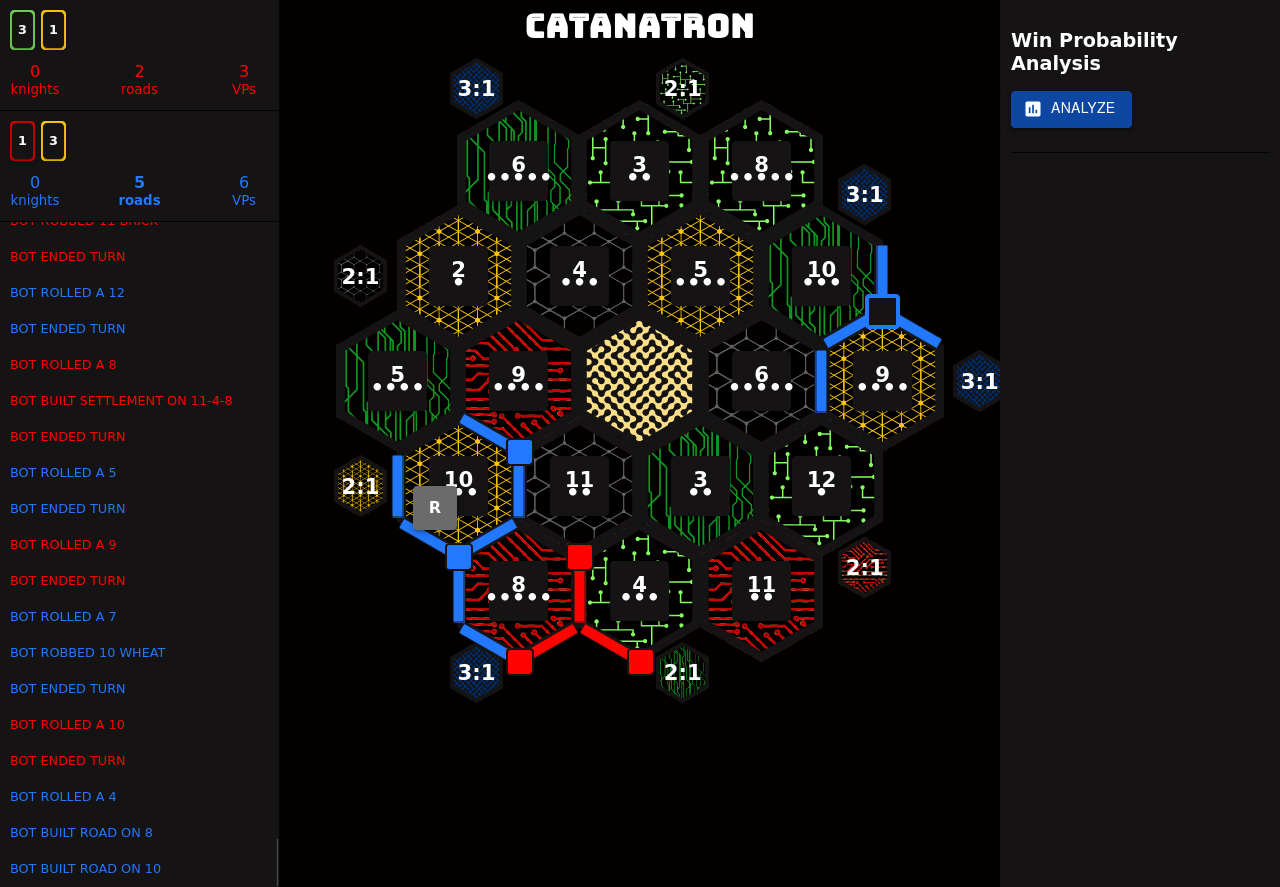 CATANATRON
3 1
0 2 3
knights roads VPs
1 3
0 5 6
knights roads VPs
BOT ENDED TURN
BOT ROLLED A 12
BOT ENDED TURN
BOT ROLLED A 8
BOT BUILT SETTLEMENT ON 11-4-8
BOT ENDED TURN
BOT ROLLED A 5
BOT ENDED TURN
BOT ROLLED A 9
BOT ENDED TURN
BOT ROLLED A 7
BOT ROBBED 10 WHEAT
BOT ENDED TURN
BOT ROLLED A 10
BOT ENDED TURN
BOT ROLLED A 4
BOT BUILT ROAD ON 8
BOT BUILT ROAD ON 10
3:1 2:1
6 3 8
3:1
2:1 2 4 5 10
5 9 6 9 3:1
2:1 10 11 3 12
R
8 4 11 2:1
3:1 2:1
Win Probability
Analysis
ANALYZE